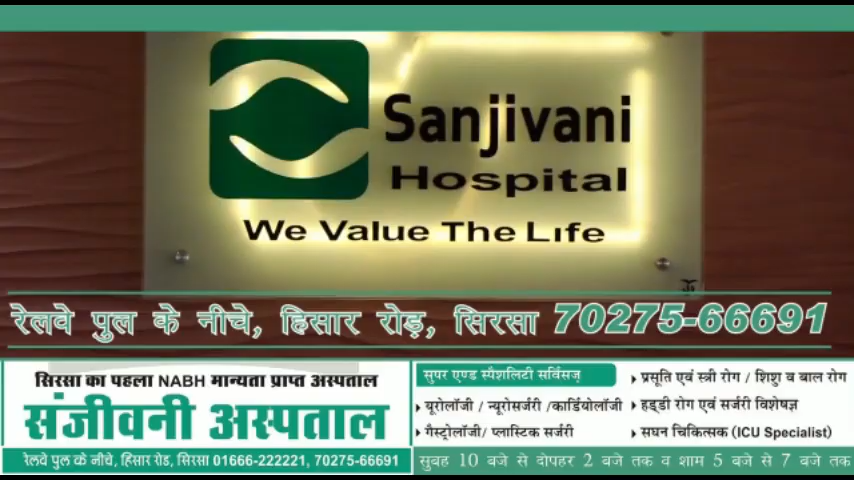 Sanjivani
Hospital
We Value The Life
रेलवे पुल के नीचे, हिसार रोड़, सिरसा 70275-66691
सिरसा का पहला NABH मान्यता प्राप्त अस्पताल
संजीवनी अस्पताल
रेलवे पुल के नीचे, हिसार रोड, सिरसा 01666-222221, 70275-66691
सुपर एण्ड स्पैशलिटी सर्विसज़
यूरोलॉजी / न्यूरोसर्जरी /कार्डियोलॉजी
गैस्ट्रोलॉजी/ प्लास्टिक सर्जरी
प्रसूति एवं स्त्री रोग / शिशु व बाल रोग
हड्डी रोग एवं सर्जरी विशेषज्ञ
सघन चिकित्सक (ICU Specialist)
सुबह 10 बजे से दोपहर 2 बजे तक व शाम 5 बजे से 7 बजे तक